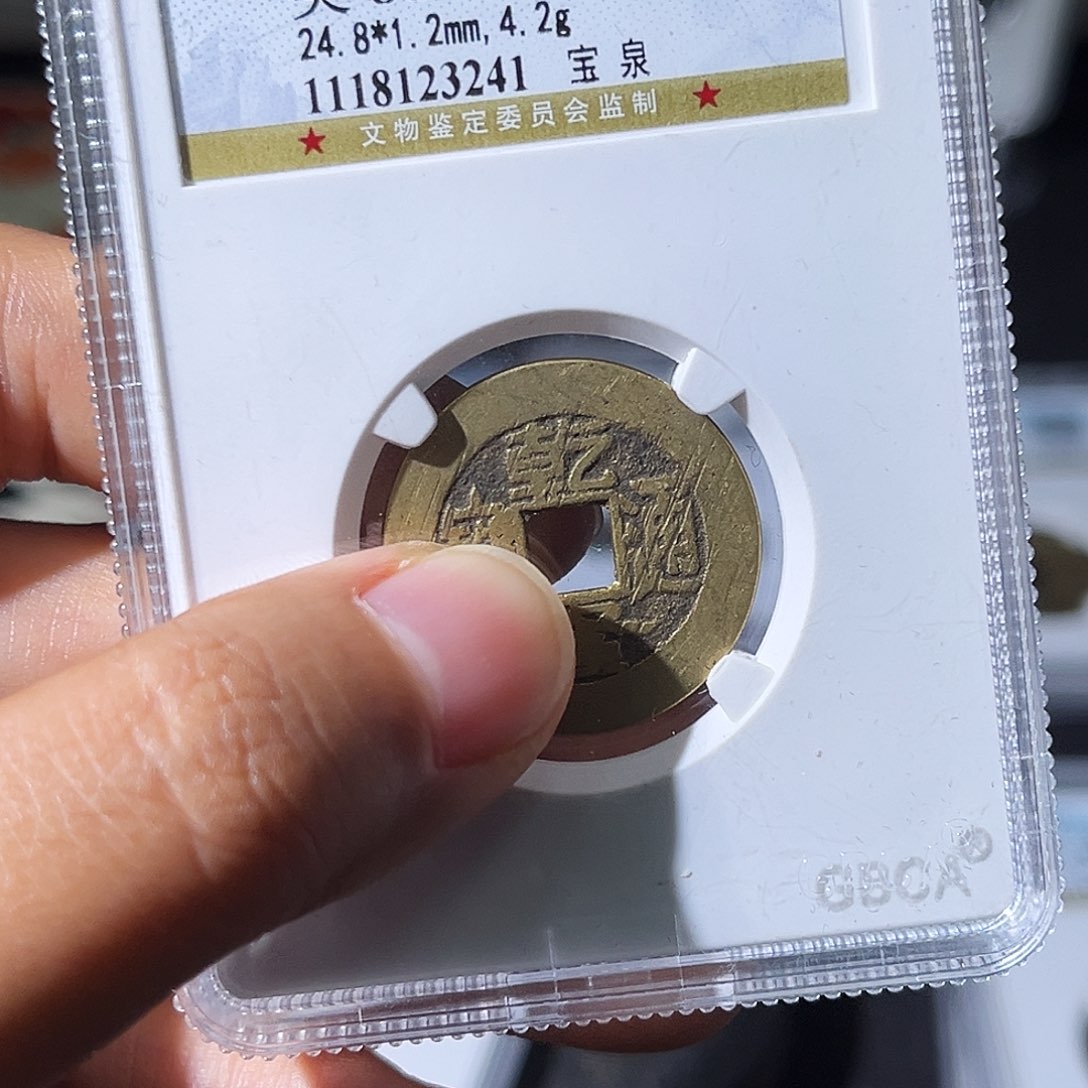 24.8*1.2mm, 4.2g
1118123241 宝泉
★ 文物鉴定委员会监制 ★
乾
通
GBCA®